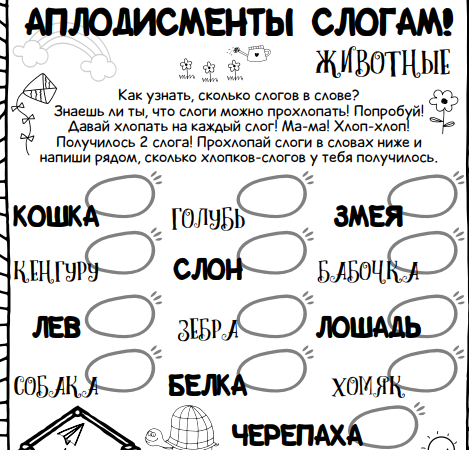 АПЛОДИСМЕНТЫ СЛОГАМ!
ЖИВОТНЫЕ
Как узнать, сколько слогов в слове?
Знаешь ли ты, что слоги можно прохлопать! Попробуй!
Давай хлопать на каждый слог! Ма-ма! Хлоп-хлоп!
Получилось 2 слога! Прохлопай слоги в словах ниже и
напиши рядом, сколько хлопков-слогов у тебя получилось.
КОШКА ГОЛУБЬ ЗМЕЯ
КЕНГУРУ СЛОН БАБОЧКА
ЛЕВ ЗЕБРА ЛОШАДЬ
СОБАКА БЕЛКА ХОМЯК
ЧЕРЕПАХА